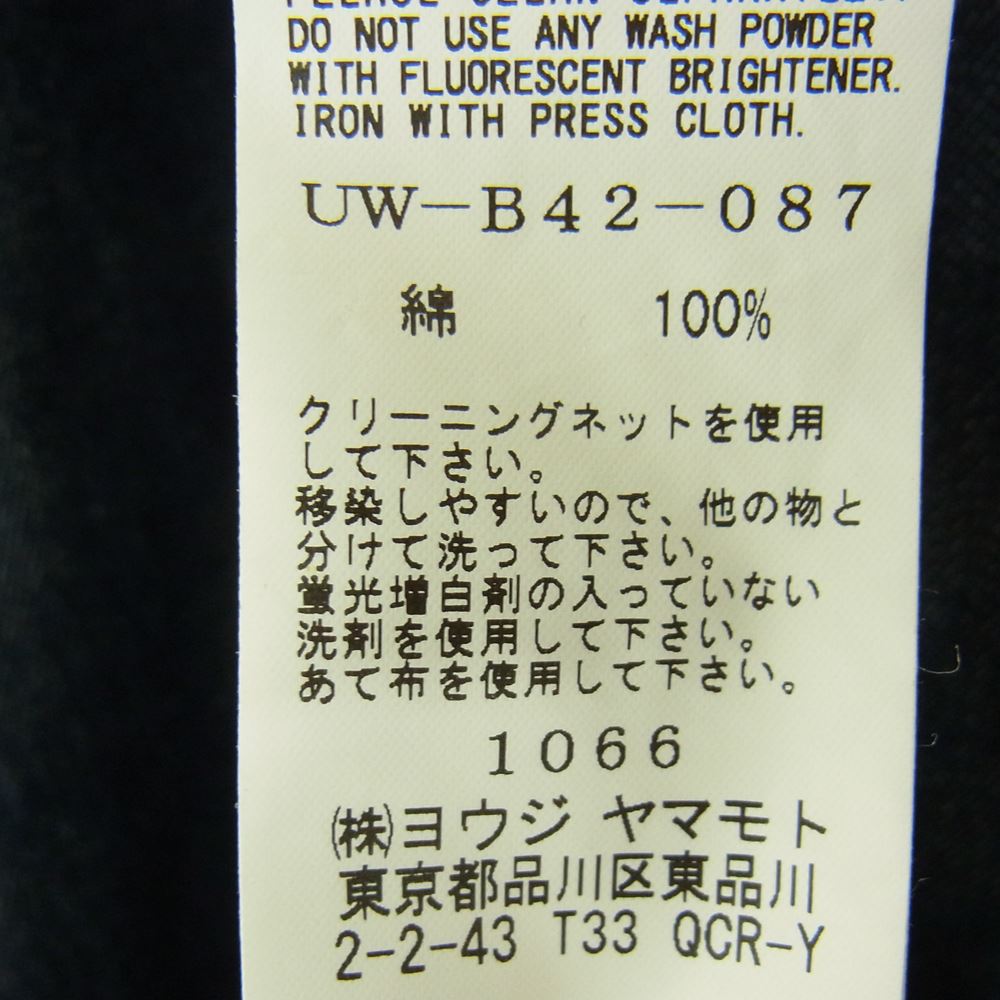 PLEASE CLEAN SEPARATELY.
DO NOT USE ANY WASH POWDER
WITH FLUORESCENT BRIGHTENER.
IRON WITH PRESS CLOTH.
UW-B42-087
綿 100%
クリーニングネットを使用
して下さい。
移染しやすいので、他の物と
分けて洗って下さい。
蛍光増白剤の入っていない
洗剤を使用して下さい。
あて布を使用して下さい。
1066
㈱ヨウジ ヤマモト
東京都品川区東品川
2-2-43 T33 QCR-Y